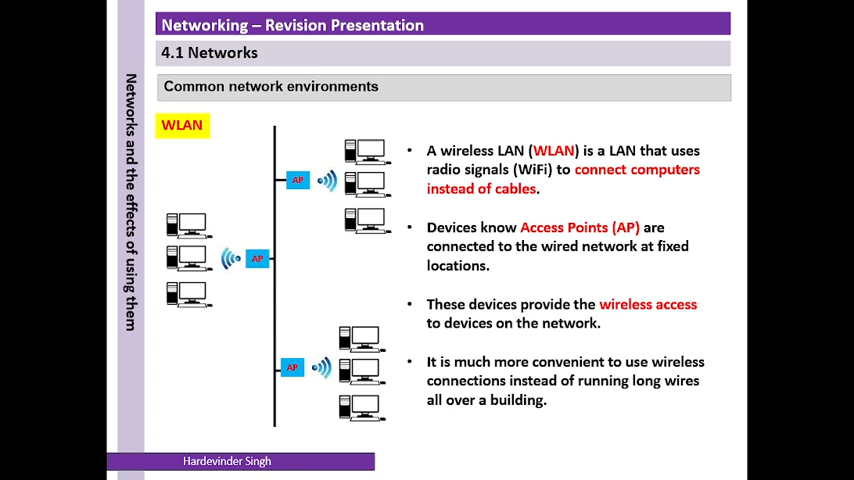 Networking – Revision Presentation
4.1 Networks
Common network environments
Networks and the effects of using them
WLAN
AP
AP
AP
• A wireless LAN (WLAN) is a LAN that uses
radio signals (WiFi) to connect computers
instead of cables.
• Devices know Access Points (AP) are
connected to the wired network at fixed
locations.
• These devices provide the wireless access
to devices on the network.
• It is much more convenient to use wireless
connections instead of running long wires
all over a building.
Hardevinder Singh